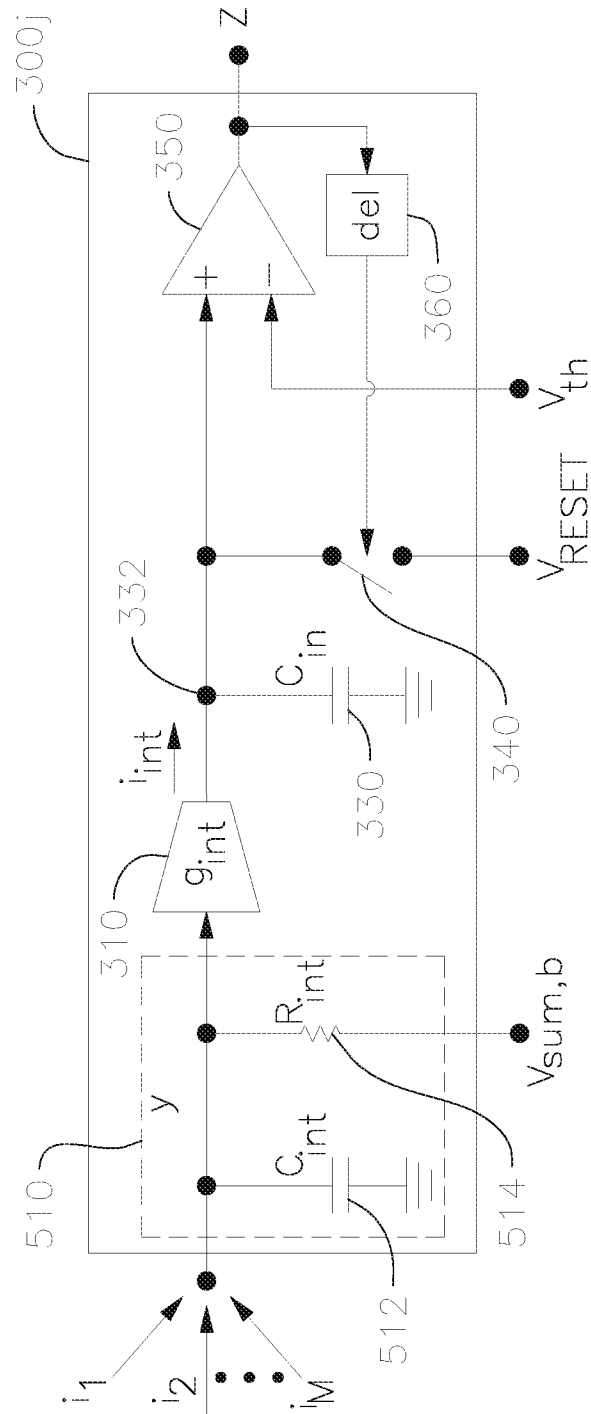 300j
510
y
310
g_int
i_int
332
350
+
-
z
i_1
i_2
i_M
C_int
R_int
C_in
del
512
514
330
340
360
V_sum,b
V_RESET
V_th